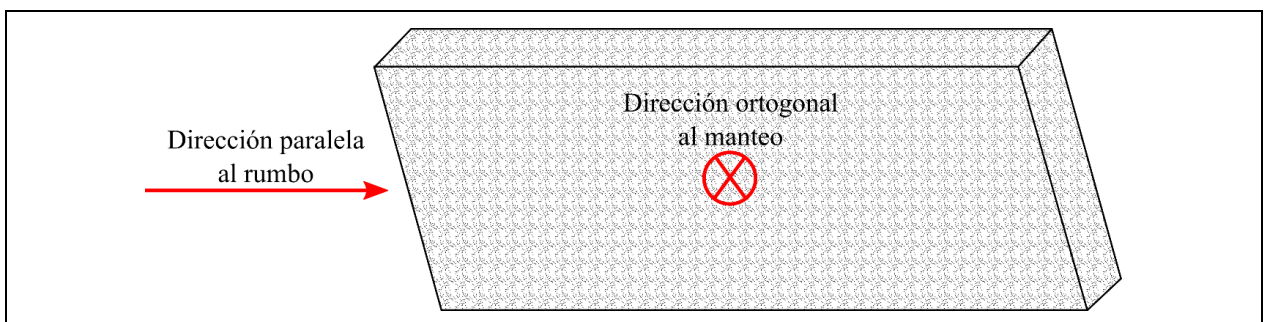 Dirección paralela
al rumbo
Dirección ortogonal
al manteo